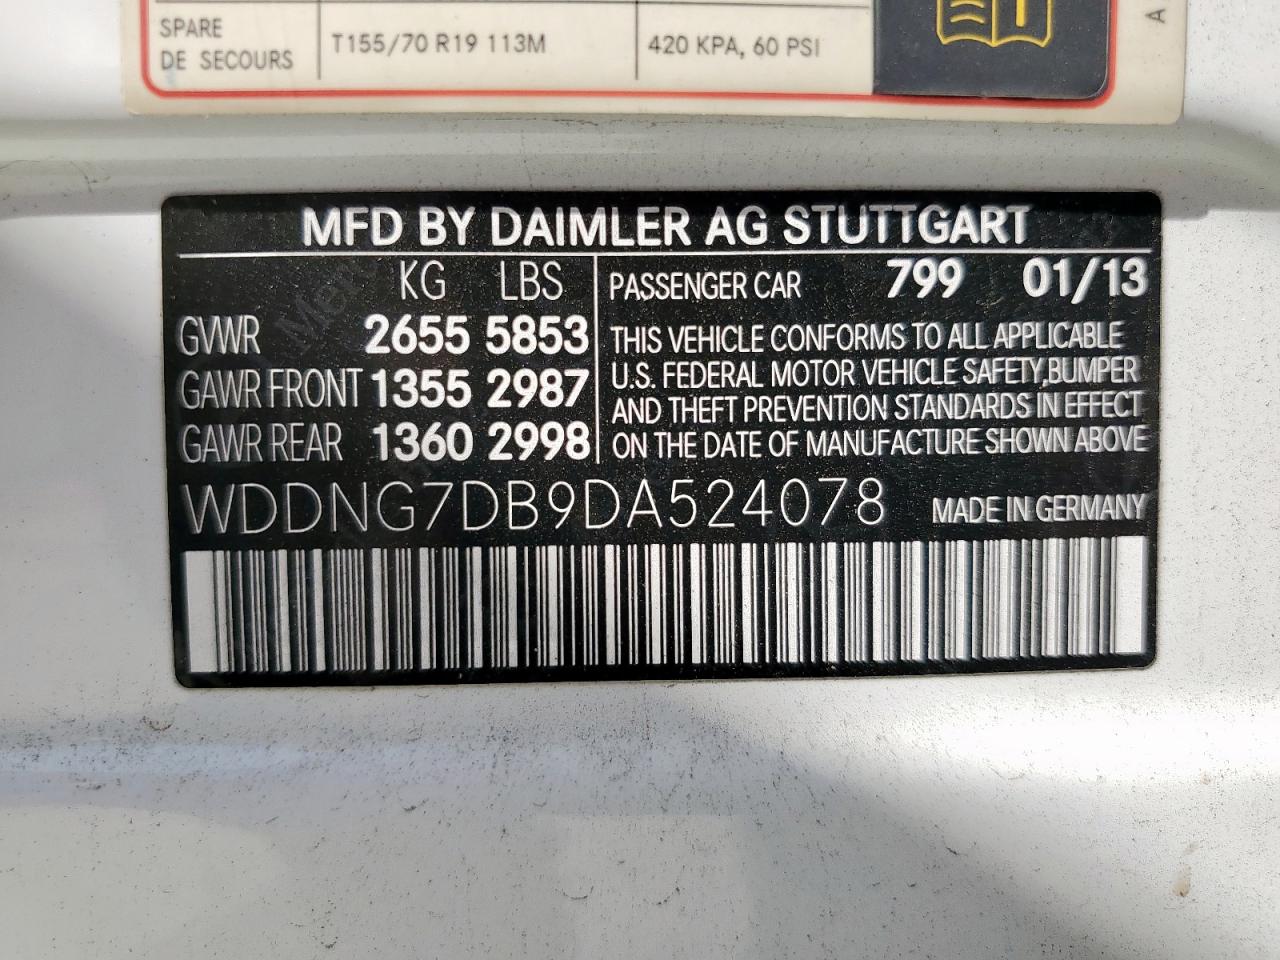 SPARE
DE SECOURS T155/70 R19 113M 420 KPA, 60 PSI
A
MFD BY DAIMLER AG STUTTGART
KG LBS
GVWR 2655 5853
GAWR FRONT 1355 2987
GAWR REAR 1360 2998
PASSENGER CAR 799 01/13
THIS VEHICLE CONFORMS TO ALL APPLICABLE
U.S. FEDERAL MOTOR VEHICLE SAFETY,BUMPER
AND THEFT PREVENTION STANDARDS IN EFFECT
ON THE DATE OF MANUFACTURE SHOWN ABOVE
WDDNG7DB9DA524078 MADE IN GERMANY